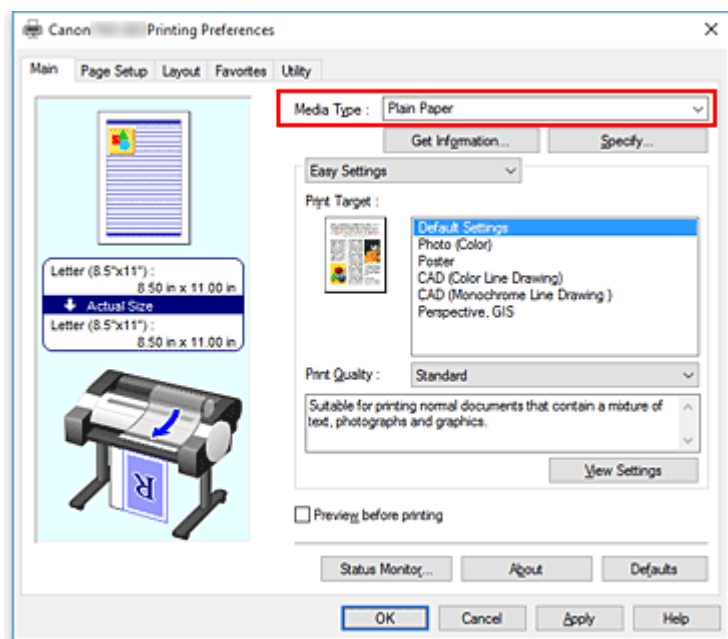 Canon Printing Preferences
Main Page Setup Layout Favorites Utility
Media Type : Plain Paper
Get Information... Specify...
Easy Settings
Print Target :
Default Settings
Photo (Color)
Poster
CAD (Color Line Drawing)
CAD (Monochrome Line Drawing )
Perspective, GIS
Letter (8.5"x11") :
8.50 in x 11.00 in
Actual Size
Letter (8.5"x11") :
8.50 in x 11.00 in
R
Print Quality : Standard
Suitable for printing normal documents that contain a mixture of
text, photographs and graphics.
View Settings
Preview before printing
Status Monitor... About Defaults
OK Cancel Apply Help